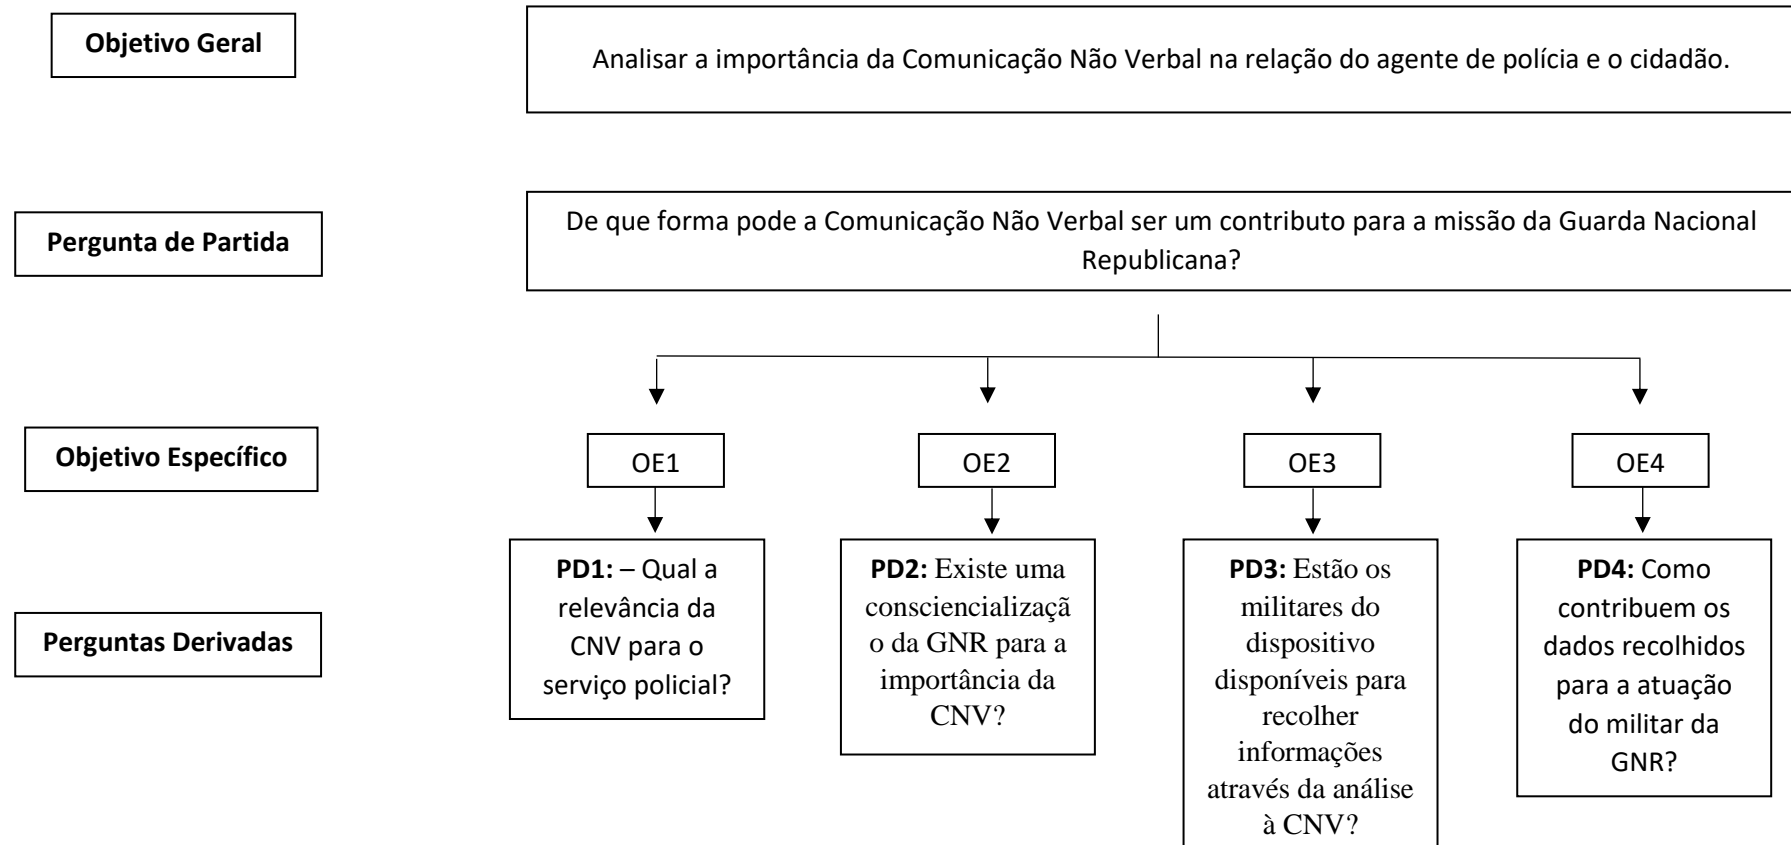 Objetivo Geral
Analisar a importância da Comunicação Não Verbal na relação do agente de polícia e o cidadão.
Pergunta de Partida
De que forma pode a Comunicação Não Verbal ser um contributo para a missão da Guarda Nacional
Republicana?
Objetivo Específico
OE1
OE2
OE3
OE4
Perguntas Derivadas
PD1: – Qual a
relevância da
CNV para o
serviço policial?
PD2: Existe uma
consciencializaçã
o da GNR para a
importância da
CNV?
PD3: Estão os
militares do
dispositivo
disponíveis para
recolher
informações
através da análise
à CNV?
PD4: Como
contribuem os
dados recolhidos
para a atuação
do militar da
GNR?